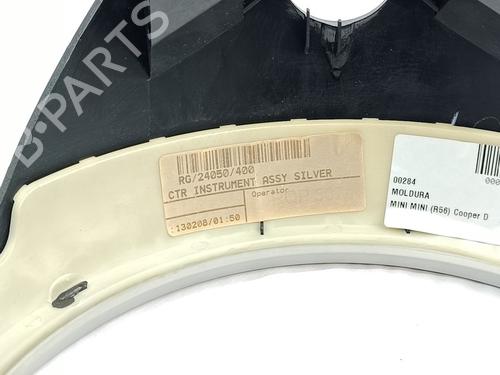 B-PARTS
RG/24050/400
CTR INSTRUMENT ASSY SILVER
Operator
:130208/01:50
00284
MOLDURA
MINI MINI (R56) Cooper D